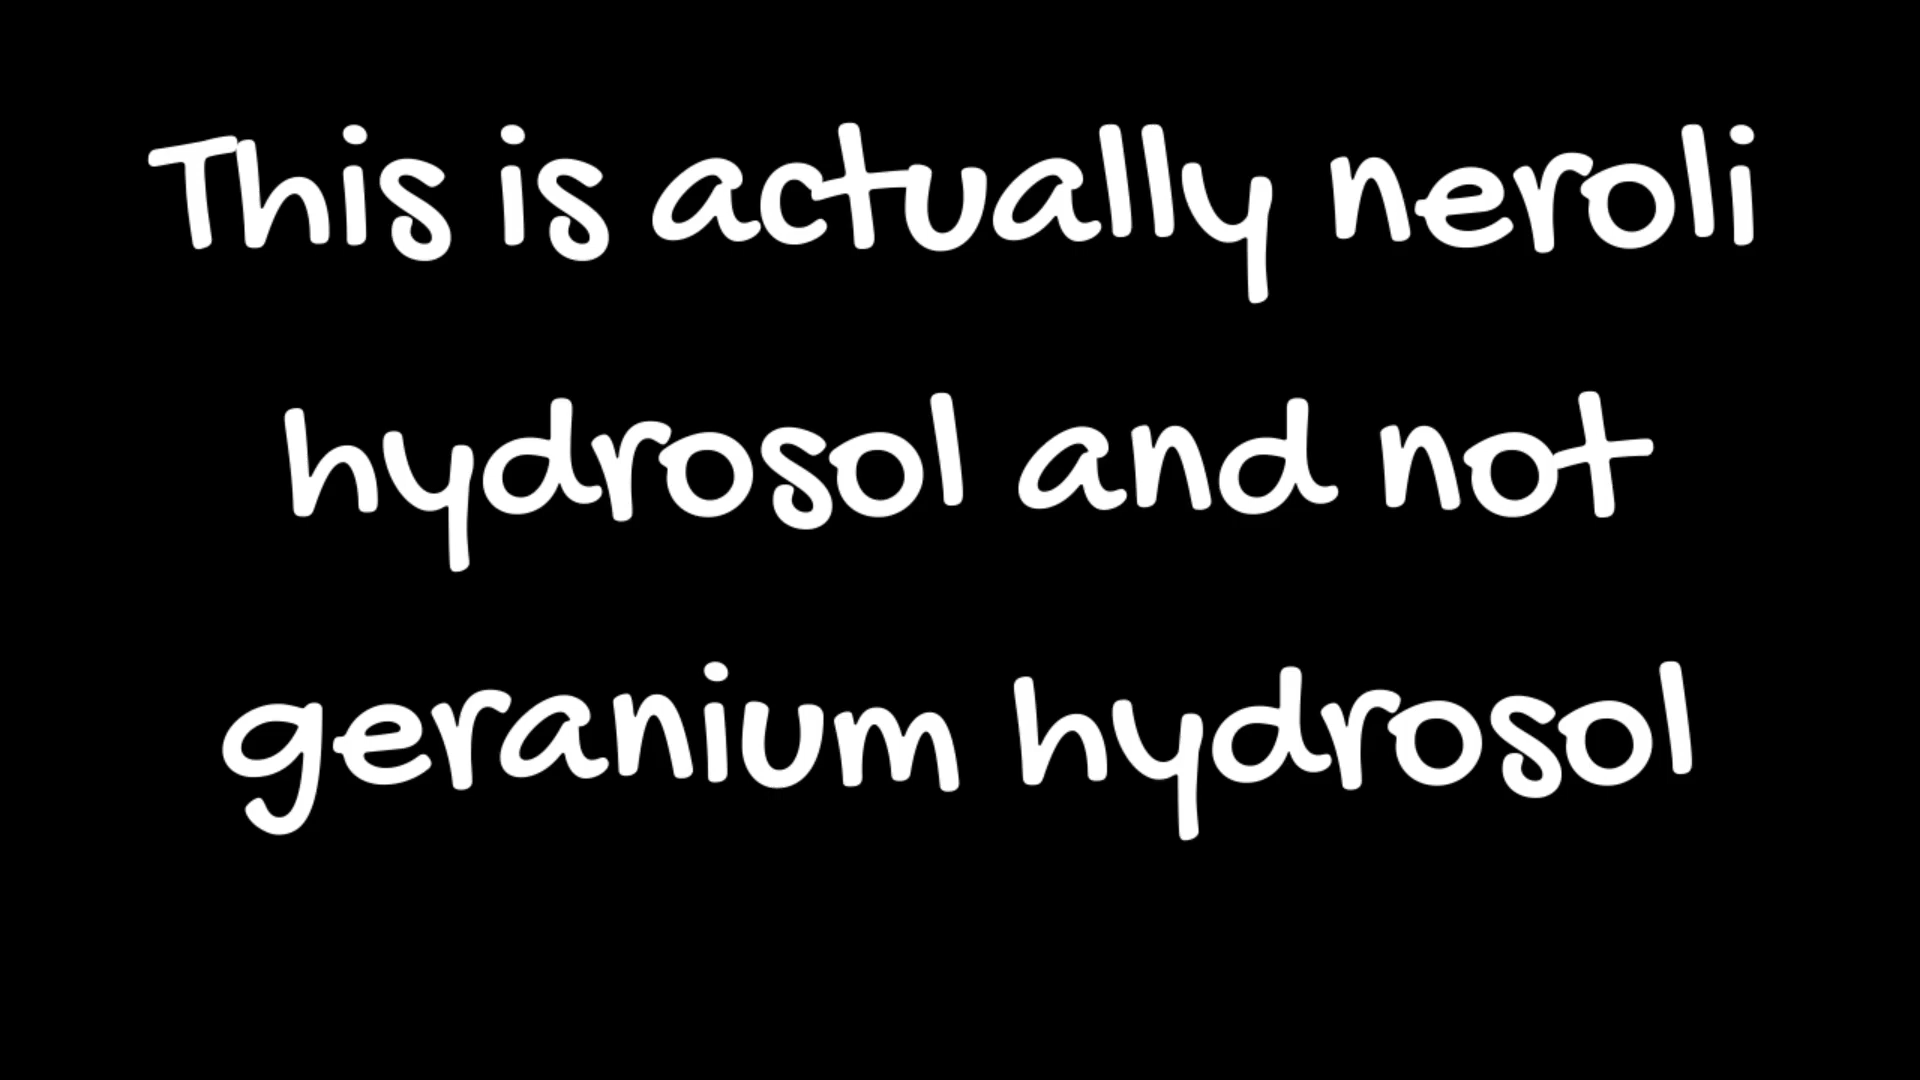 This is actually neroli
hydrosol and not
geranium hydrosol